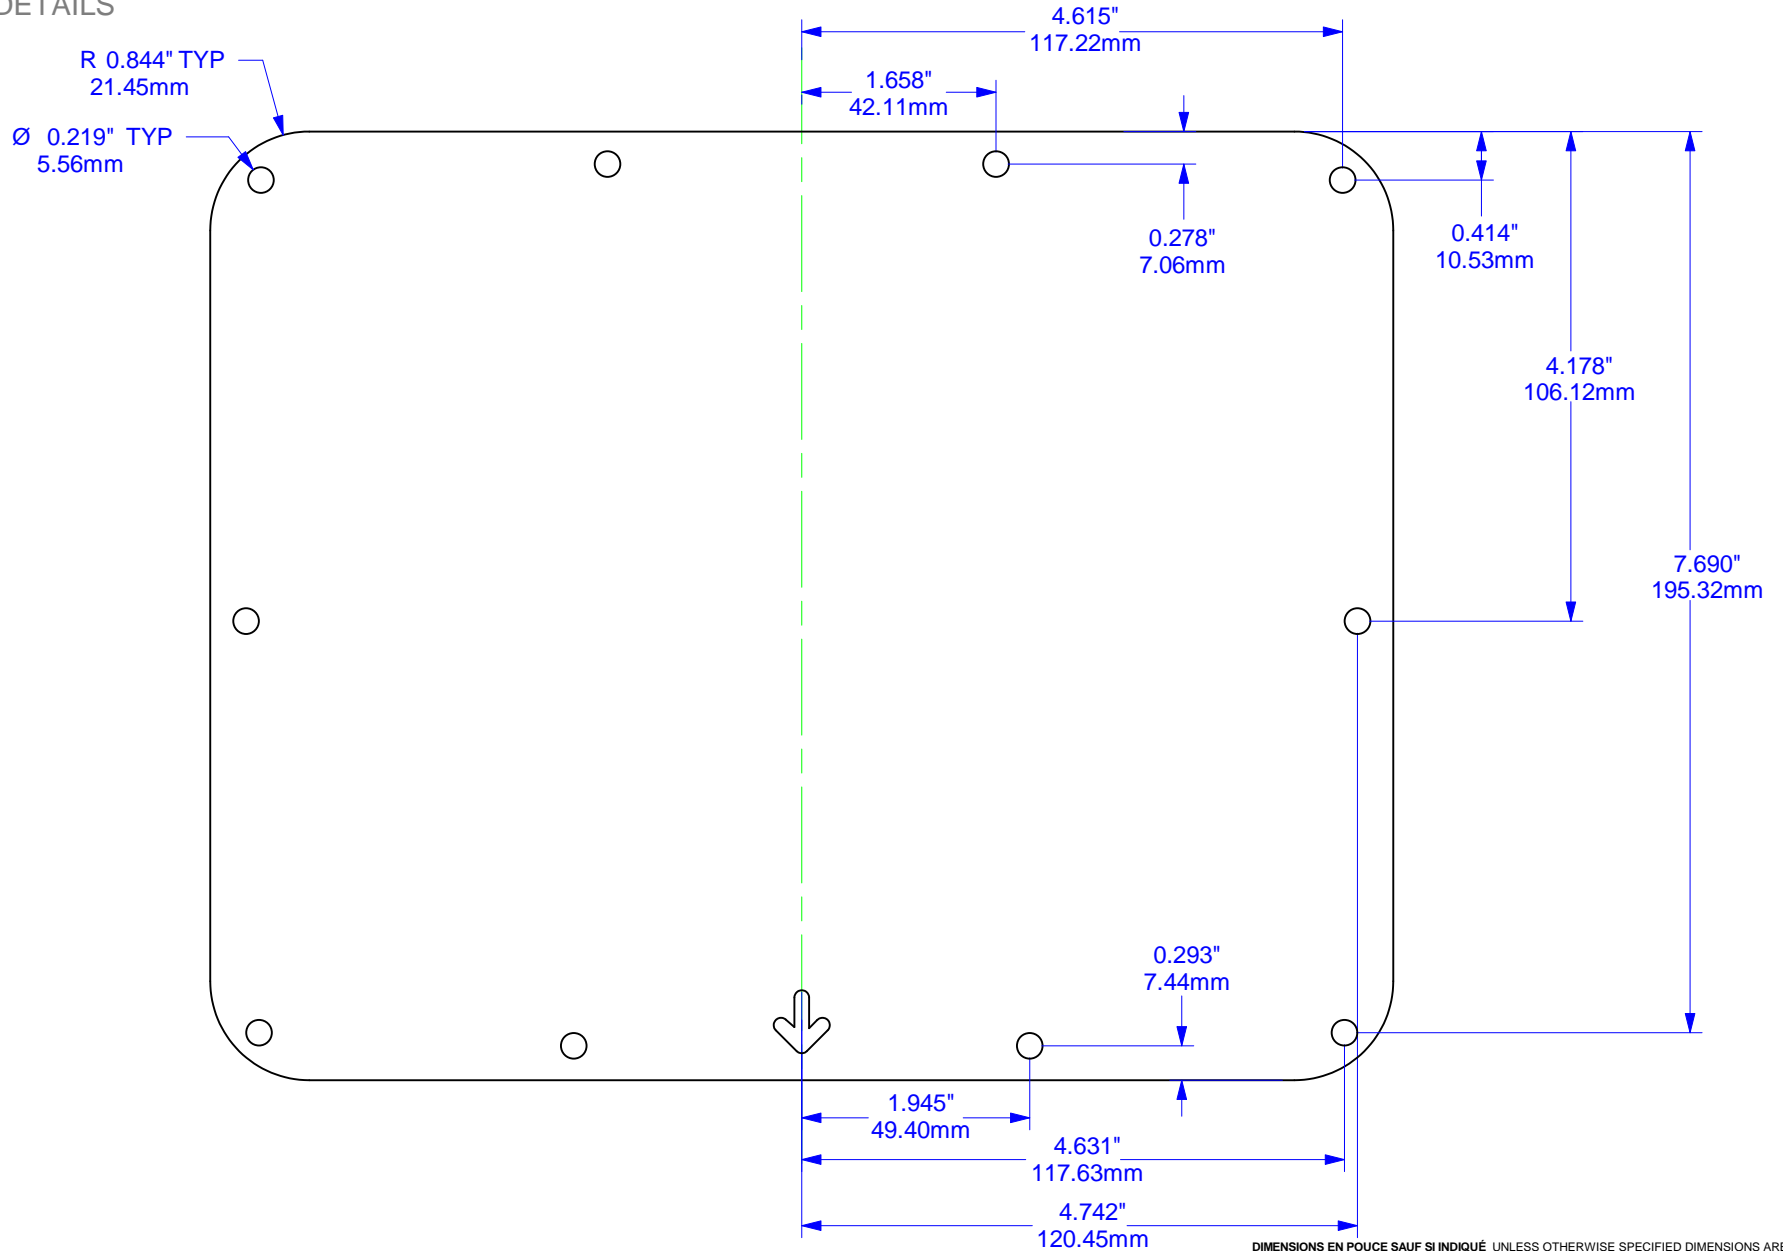 DETAILS
4.615"
117.22mm
R 0.844" TYP
21.45mm
1.658"
42.11mm
Ø 0.219" TYP
5.56mm
0.278"
7.06mm
0.414"
10.53mm
4.178"
106.12mm
7.690"
195.32mm
0.293"
7.44mm
1.945"
49.40mm
4.631"
117.63mm
4.742"
120.45mm
DIMENSIONS EN POUCE SAUF SI INDIQUÉ UNLESS OTHERWISE SPECIFIED DIMENSIONS ARE